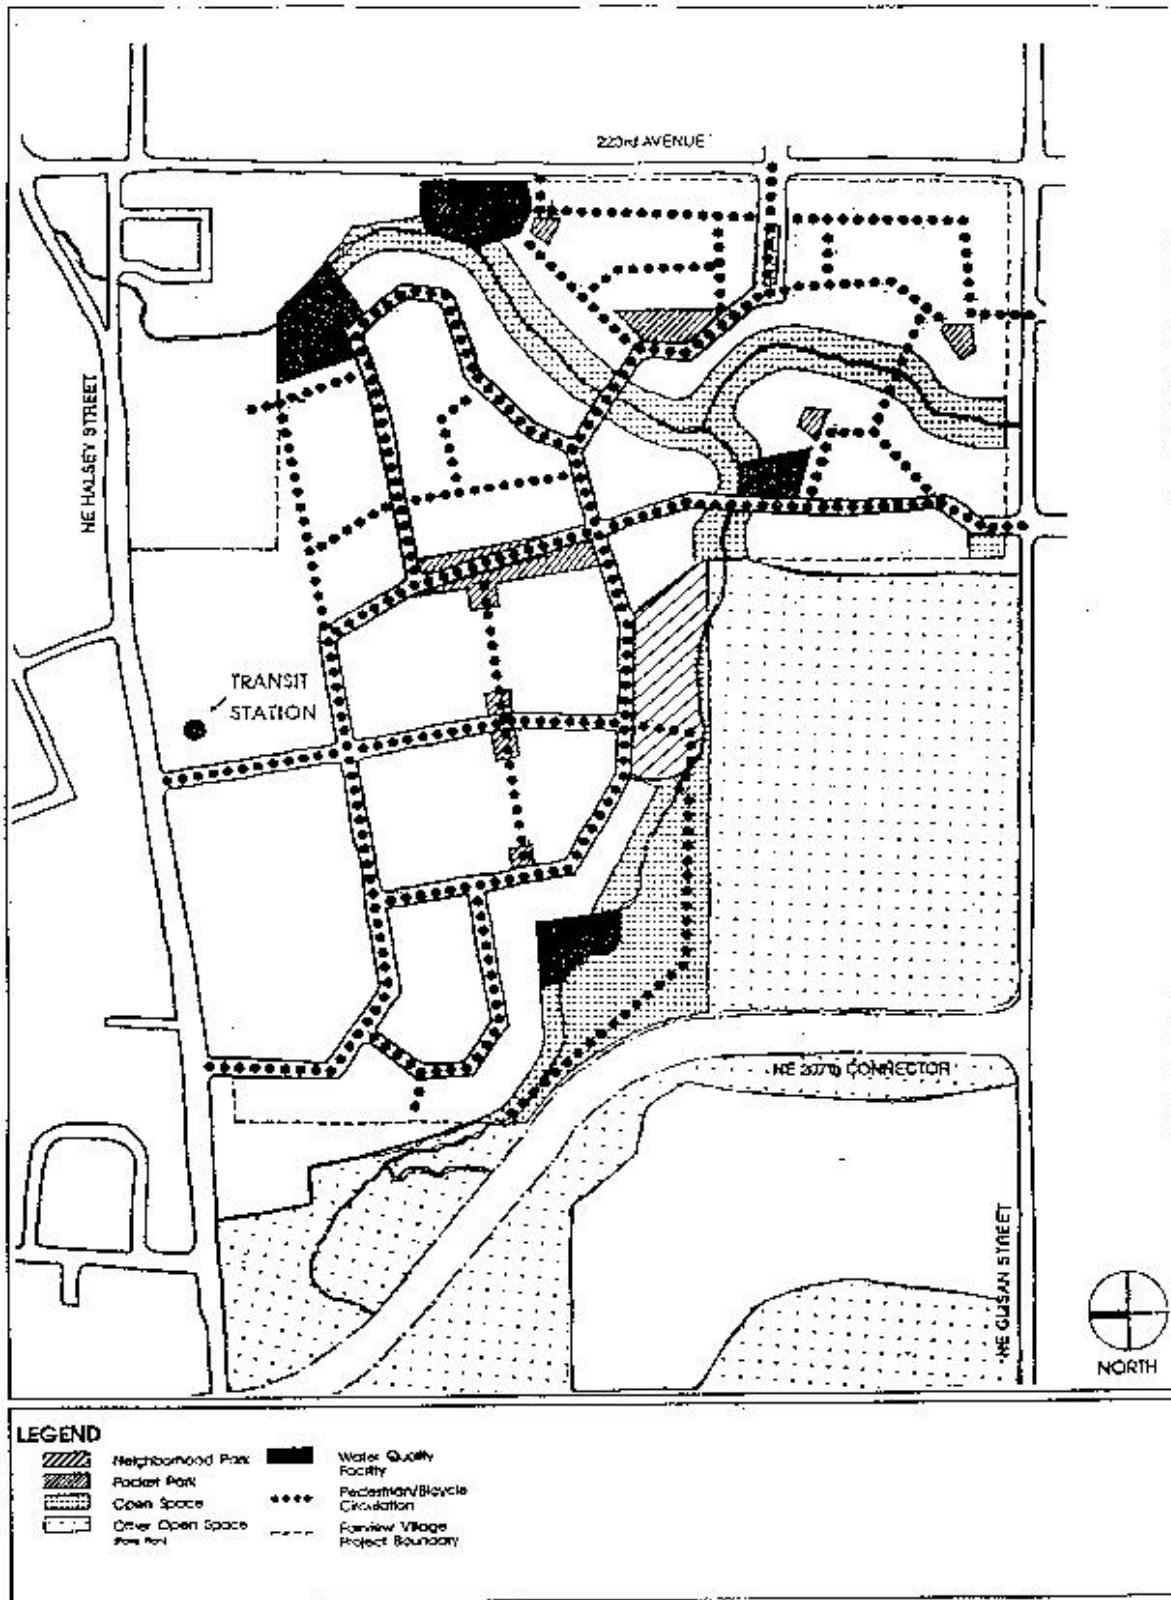 223rd AVENUE
NE HALSEY STREET
TRANSIT
STATION
NE 207th CONNECTOR
NE GLISAN STREET
NORTH
LEGEND
Neighborhood Park
Pocket Park
Open Space
Other Open Space
Water Quality
Facility
Pedestrian/Bicycle
Circulation
Fairview Village
Project Boundary